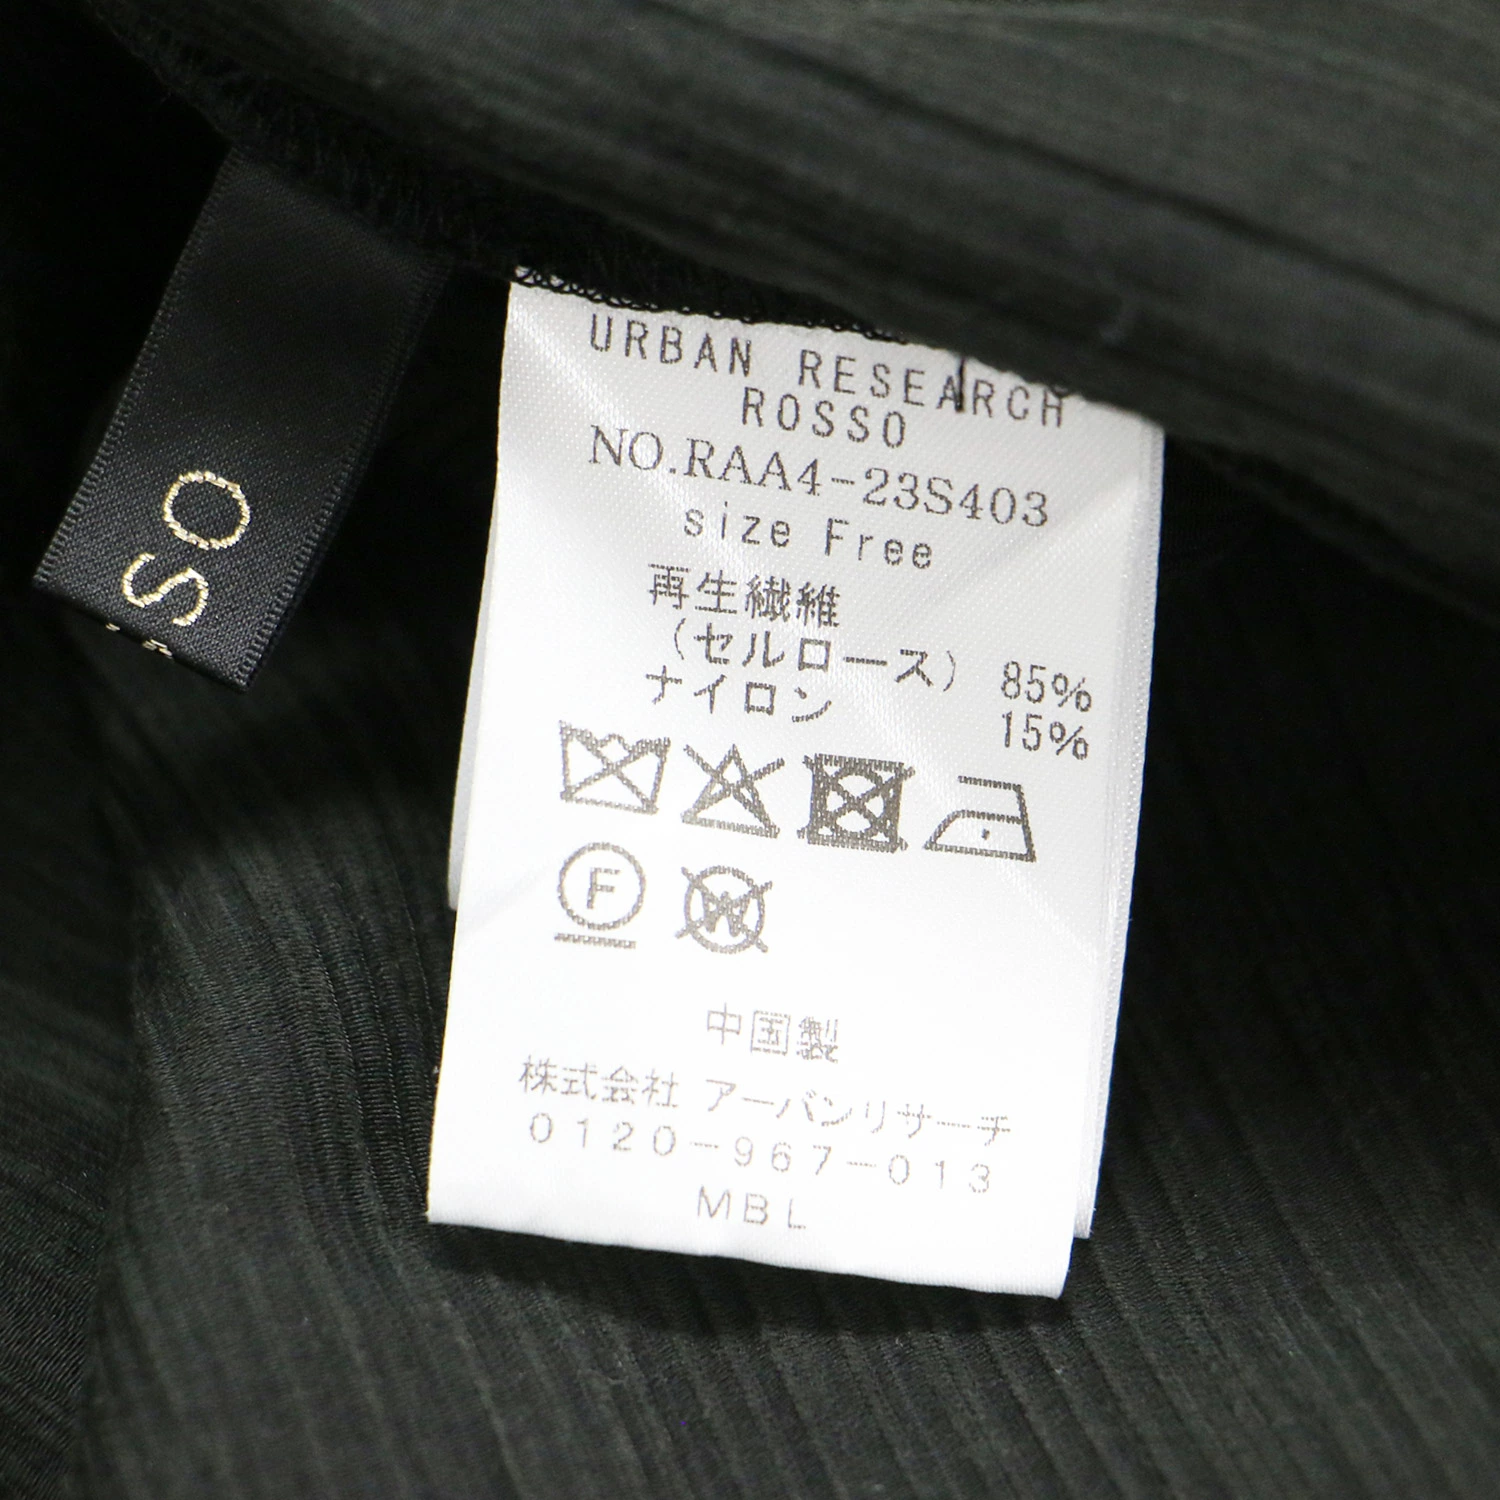 URBAN RESEARCH
ROSSO
NO.RAA4-23S403
size Free
再生繊維
(セルロース) 85%
ナイロン 15%
F W
中国製
株式会社 アーバンリサーチ
0120-967-013
MBL
SO